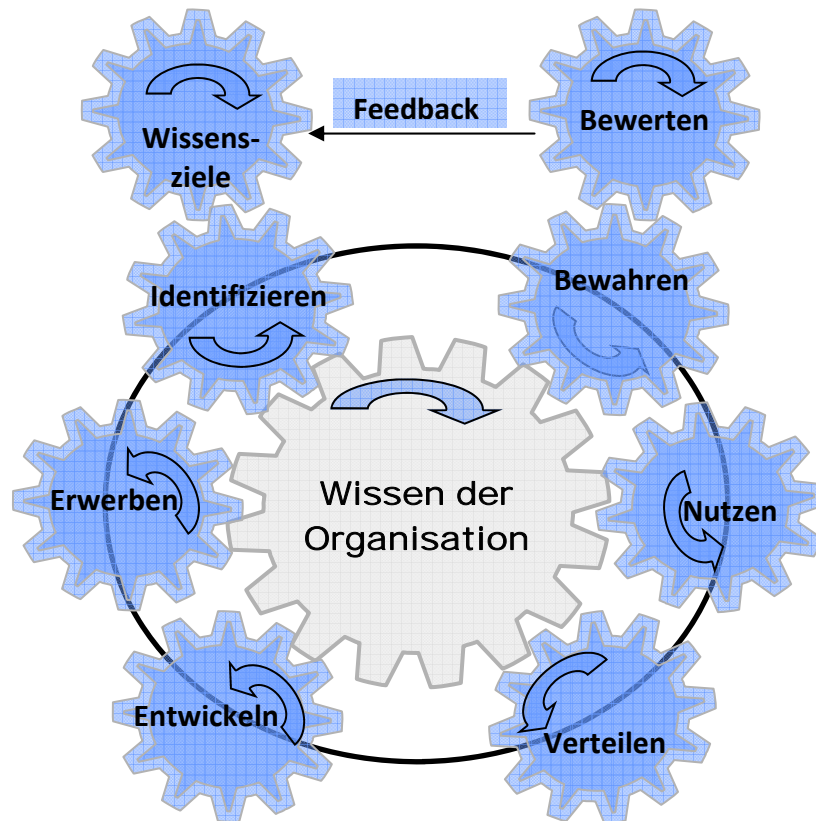 Feedback
Bewerten
Wissens-
ziele
Identifizieren
Bewahren
Erwerben
Wissen der
Organisation
Nutzen
Entwickeln
Verteilen